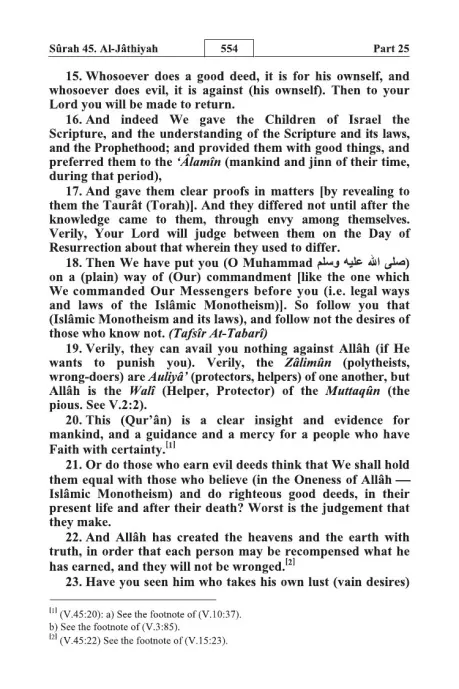 Sûrah 45. Al-Jâthiyah 554 Part 25
15. Whosoever does a good deed, it is for his ownself, and
whosoever does evil, it is against (his ownself). Then to your
Lord you will be made to return.
16. And indeed We gave the Children of Israel the
Scripture, and the understanding of the Scripture and its laws,
and the Prophethood; and provided them with good things, and
preferred them to the ‘Âlamîn (mankind and jinn of their time,
during that period),
17. And gave them clear proofs in matters [by revealing to
them the Taurât (Torah)]. And they differed not until after the
knowledge came to them, through envy among themselves.
Verily, Your Lord will judge between them on the Day of
Resurrection about that wherein they used to differ.
18. Then We have put you (O Muhammad صلى الله عليه وسلم)
on a (plain) way of (Our) commandment [like the one which
We commanded Our Messengers before you (i.e. legal ways
and laws of the Islâmic Monotheism)]. So follow you that
(Islâmic Monotheism and its laws), and follow not the desires of
those who know not. (Tafsîr At-Tabarî)
19. Verily, they can avail you nothing against Allâh (if He
wants to punish you). Verily, the Zâlimûn (polytheists,
wrong-doers) are Auliyâ’ (protectors, helpers) of one another, but
Allâh is the Walî (Helper, Protector) of the Muttaqûn (the
pious. See V.2:2).
20. This (Qur’ân) is a clear insight and evidence for
mankind, and a guidance and a mercy for a people who have
Faith with certainty.[1]
21. Or do those who earn evil deeds think that We shall hold
them equal with those who believe (in the Oneness of Allâh —
Islâmic Monotheism) and do righteous good deeds, in their
present life and after their death? Worst is the judgement that
they make.
22. And Allâh has created the heavens and the earth with
truth, in order that each person may be recompensed what he
has earned, and they will not be wronged.[2]
23. Have you seen him who takes his own lust (vain desires)
[1] (V.45:20): a) See the footnote of (V.10:37).
b) See the footnote of (V.3:85).
[2] (V.45:22) See the footnote of (V.15:23).